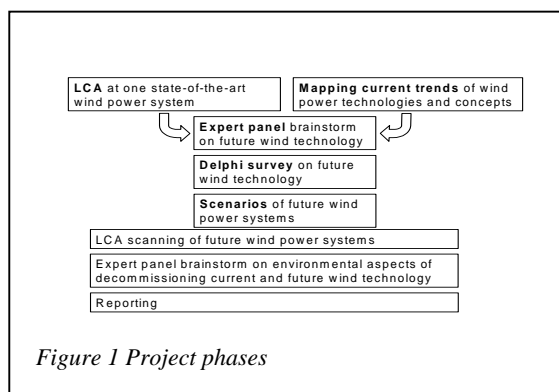 LCA at one state-of-the-art
wind power system
Mapping current trends of wind
power technologies and concepts
Expert panel brainstorm
on future wind technology
Delphi survey on future
wind technology
Scenarios of future wind
power systems
LCA scanning of future wind power systems
Expert panel brainstorm on environmental aspects of
decommissioning current and future wind technology
Reporting
Figure 1 Project phases